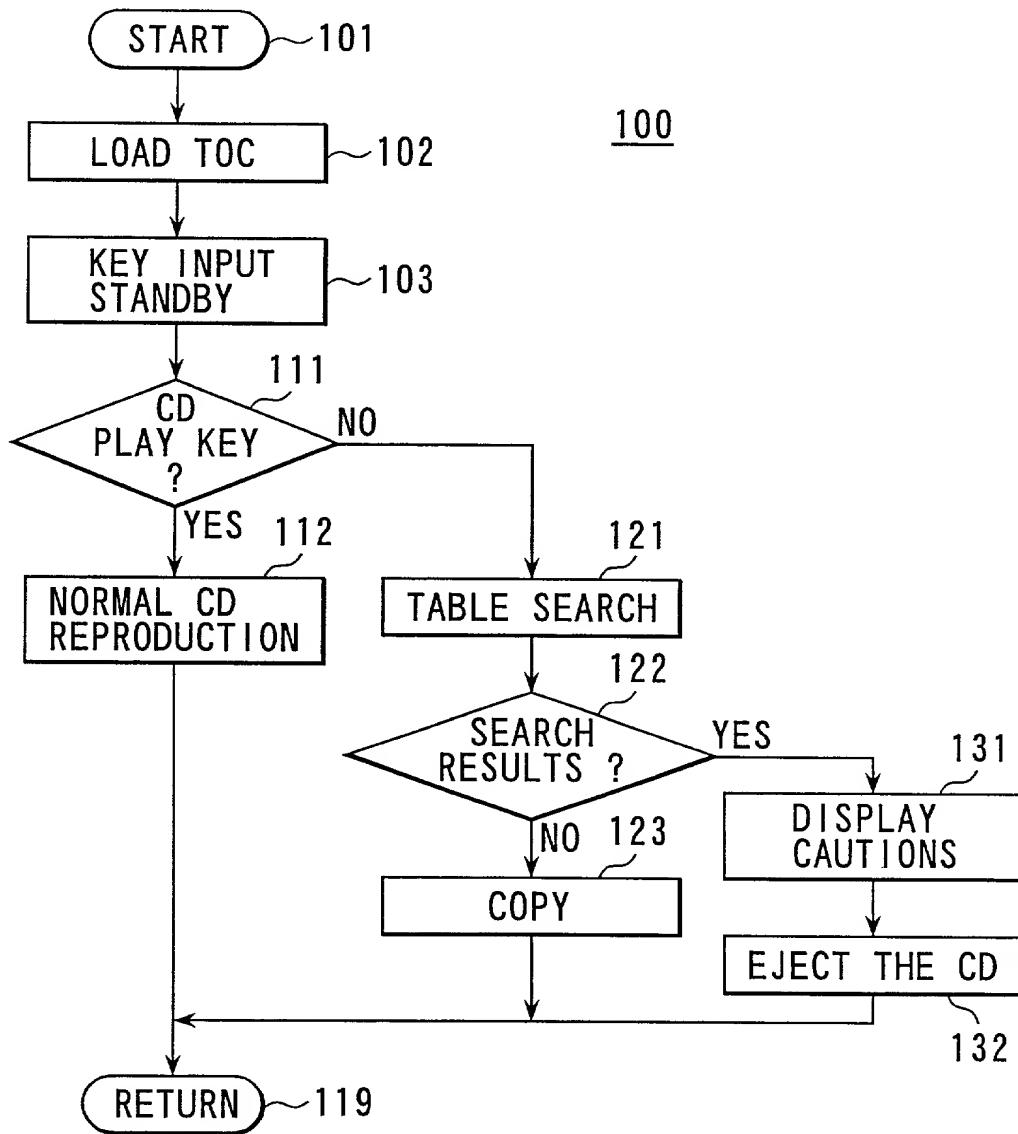 START
101
100
LOAD TOC
102
KEY INPUT
STANDBY
103
111
CD
PLAY KEY
?
NO
YES
112
NORMAL CD
REPRODUCTION
121
TABLE SEARCH
122
SEARCH
RESULTS ?
YES
NO
123
COPY
131
DISPLAY
CAUTIONS
EJECT THE CD
132
RETURN
119